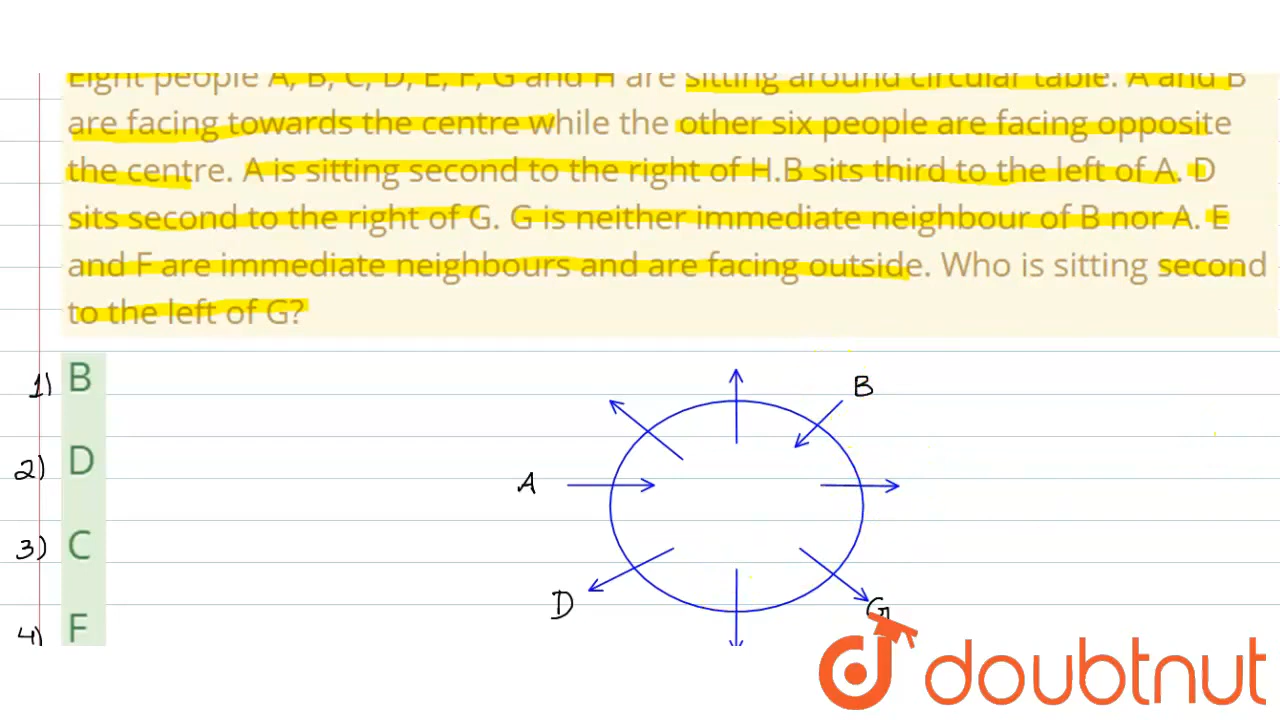 Eight people A, B, C, D, E, F, G and H are sitting around circular table. A and B
are facing towards the centre while the other six people are facing opposite
the centre. A is sitting second to the right of H.B sits third to the left of A. D
sits second to the right of G. G is neither immediate neighbour of B nor A. E
and F are immediate neighbours and are facing outside. Who is sitting second
to the left of G?
1) B
2) D
3) C
4) F
B
A
D
G
doubtnut